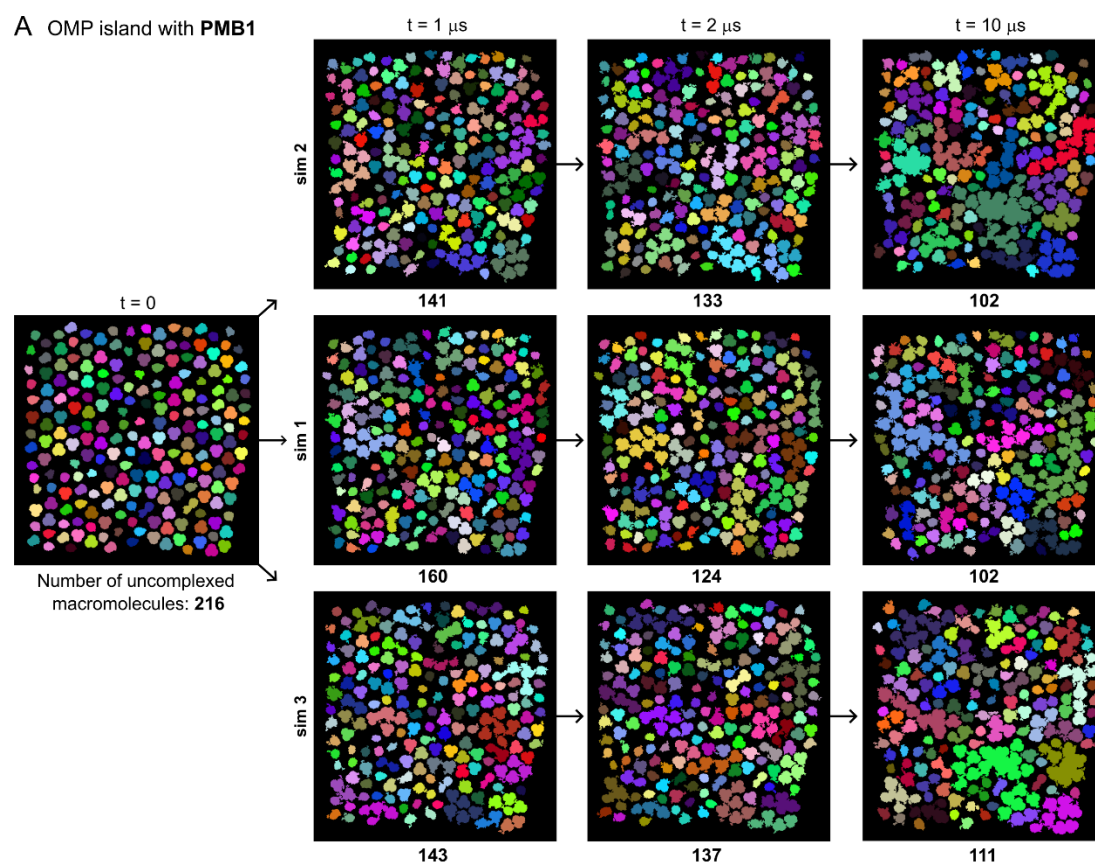 A OMP island with PMB1
t = 1 μs
t = 2 μs
t = 10 μs
sim 2
141
133
102
t = 0
sim 1
Number of uncomplexed
macromolecules: 216
160
124
102
sim 3
143
137
111